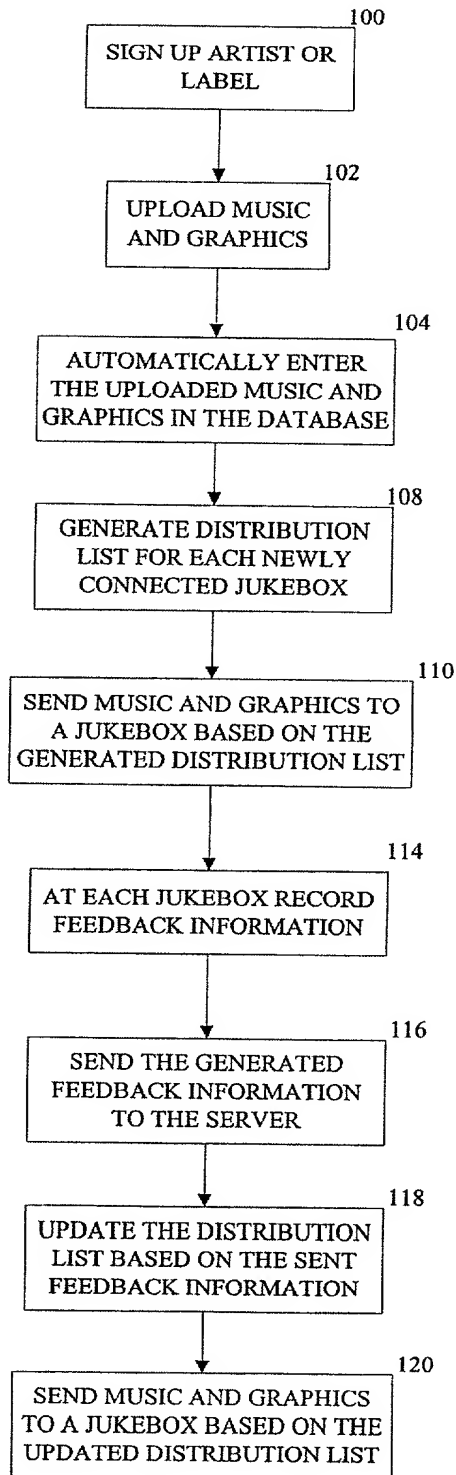 100
SIGN UP ARTIST OR
LABEL
102
UPLOAD MUSIC
AND GRAPHICS
104
AUTOMATICALLY ENTER
THE UPLOADED MUSIC AND
GRAPHICS IN THE DATABASE
108
GENERATE DISTRIBUTION
LIST FOR EACH NEWLY
CONNECTED JUKEBOX
110
SEND MUSIC AND GRAPHICS TO
A JUKEBOX BASED ON THE
GENERATED DISTRIBUTION LIST
114
AT EACH JUKEBOX RECORD
FEEDBACK INFORMATION
116
SEND THE GENERATED
FEEDBACK INFORMATION
TO THE SERVER
118
UPDATE THE DISTRIBUTION
LIST BASED ON THE SENT
FEEDBACK INFORMATION
120
SEND MUSIC AND GRAPHICS
TO A JUKEBOX BASED ON THE
UPDATED DISTRIBUTION LIST